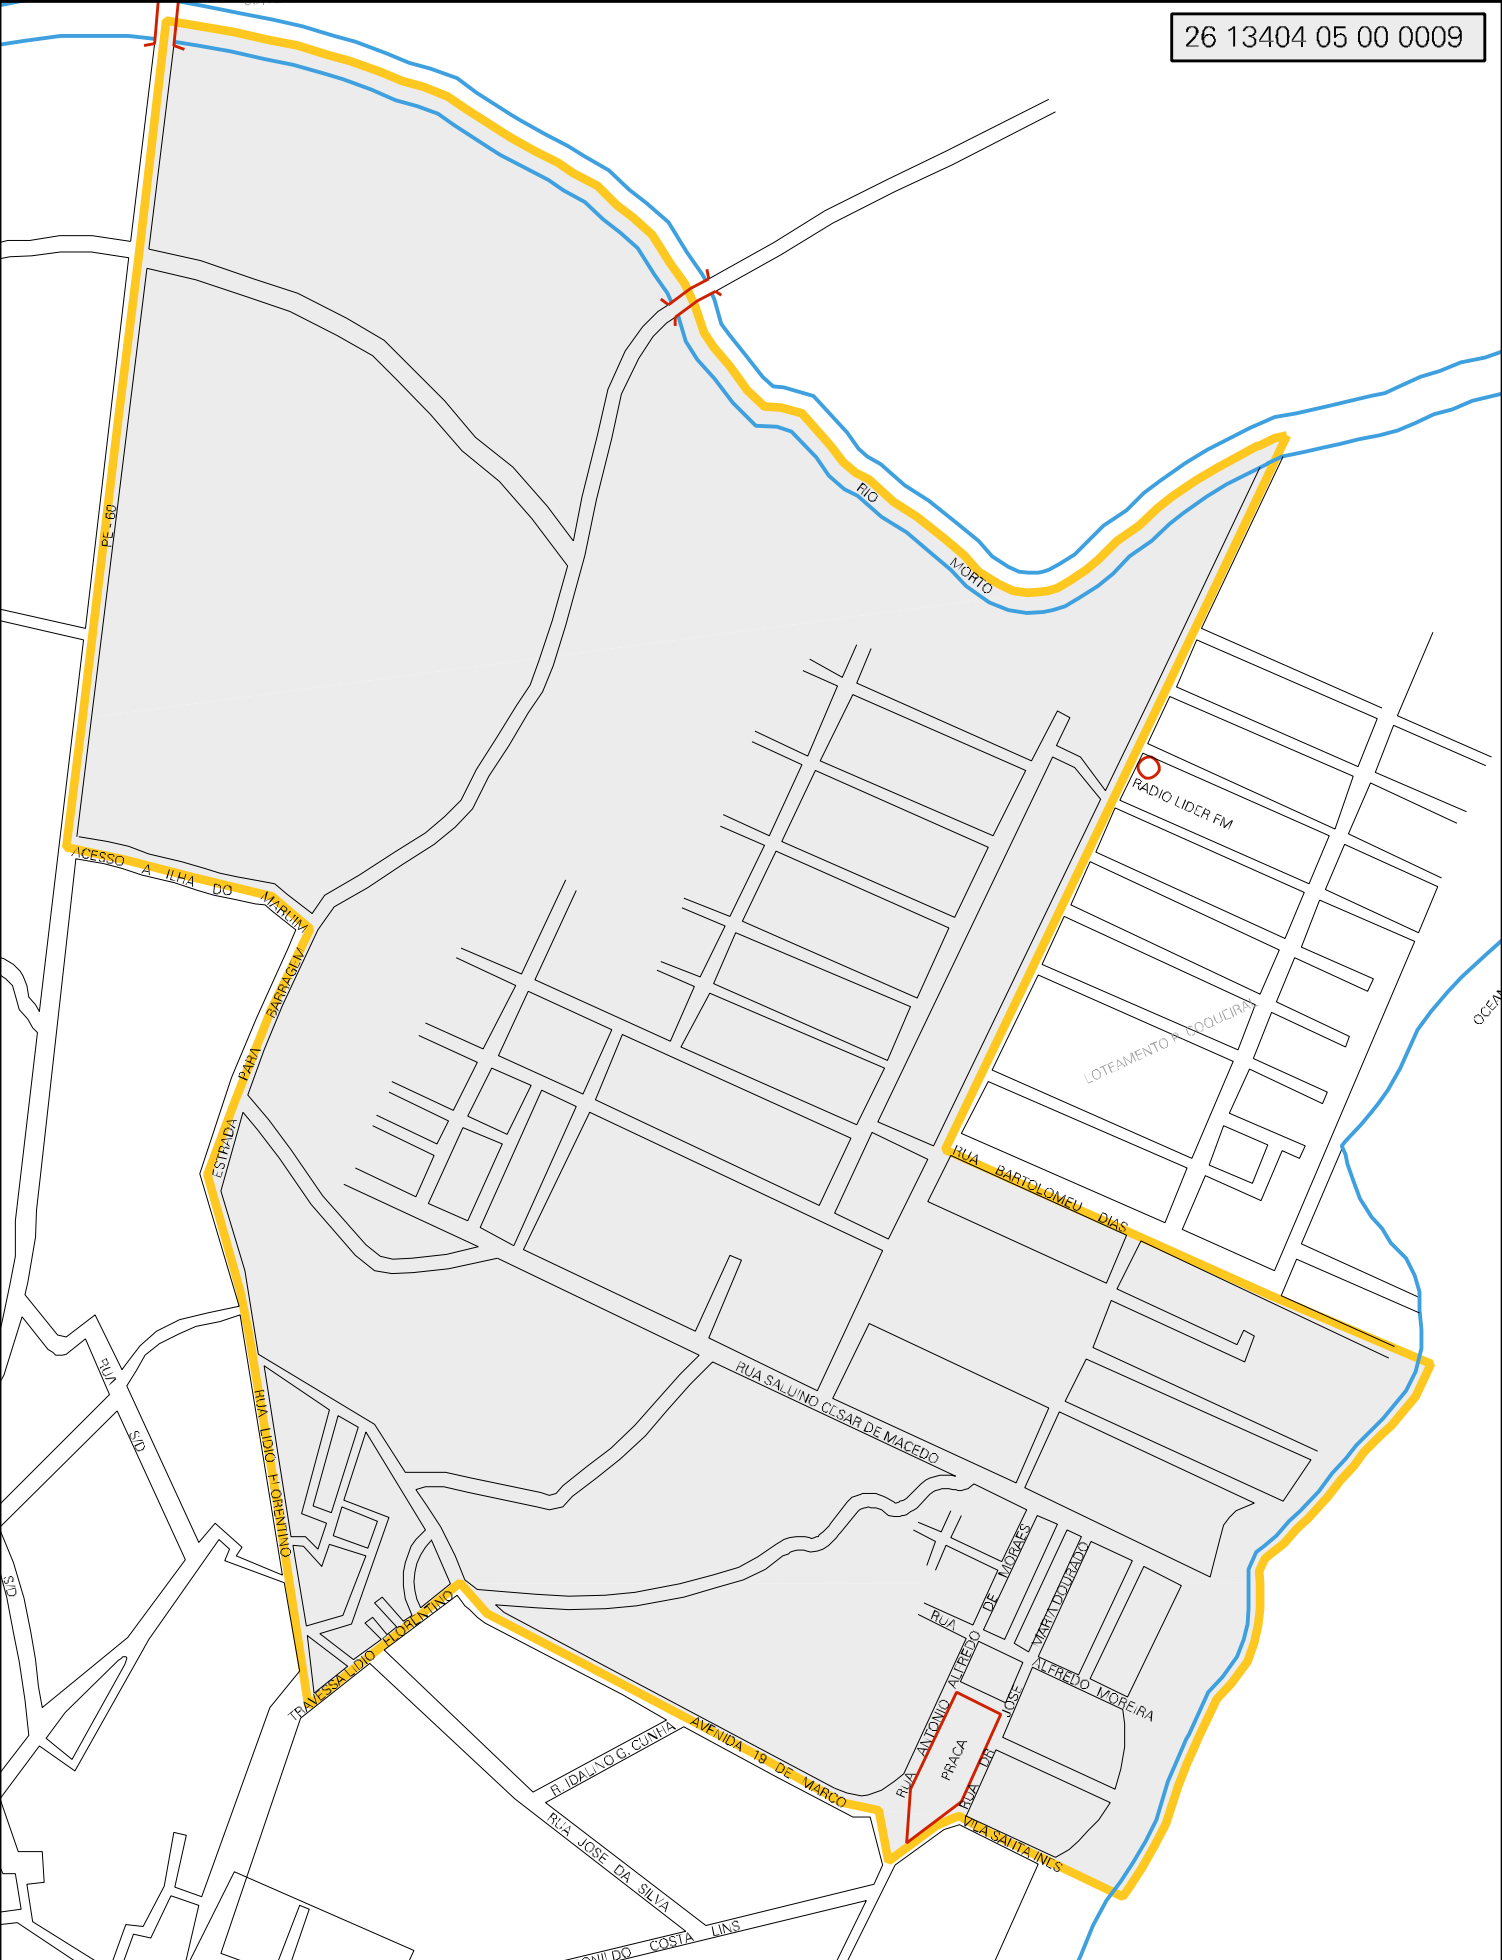 26 13404 05 00 0009
PE - 60
RIO
MORTO
RADIO LIDER FM
ACESSO A ILHA DO MARUIM
ESTRADA PARA BARRAGEM
LOTEAMENTO P. COQUEIRAL
RUA BARTOLOMEU DIAS
RUA
S/D
S/D
RUA LIDIO FLORENTINO
RUA SALUINO CESAR DE MACEDO
TRAVESSA LIDIO FLORENTINO
RUA ANTONIO ALFREDO DE MORAES
RUA DR JOSE MARIA DOURADO
RUA ALFREDO MOREIRA
PRACA
AVENIDA 19 DE MARCO
R. IDALINO G. CUNHA
RUA JOSE DA SILVA
VILA SANTA INES
COSTA LINS